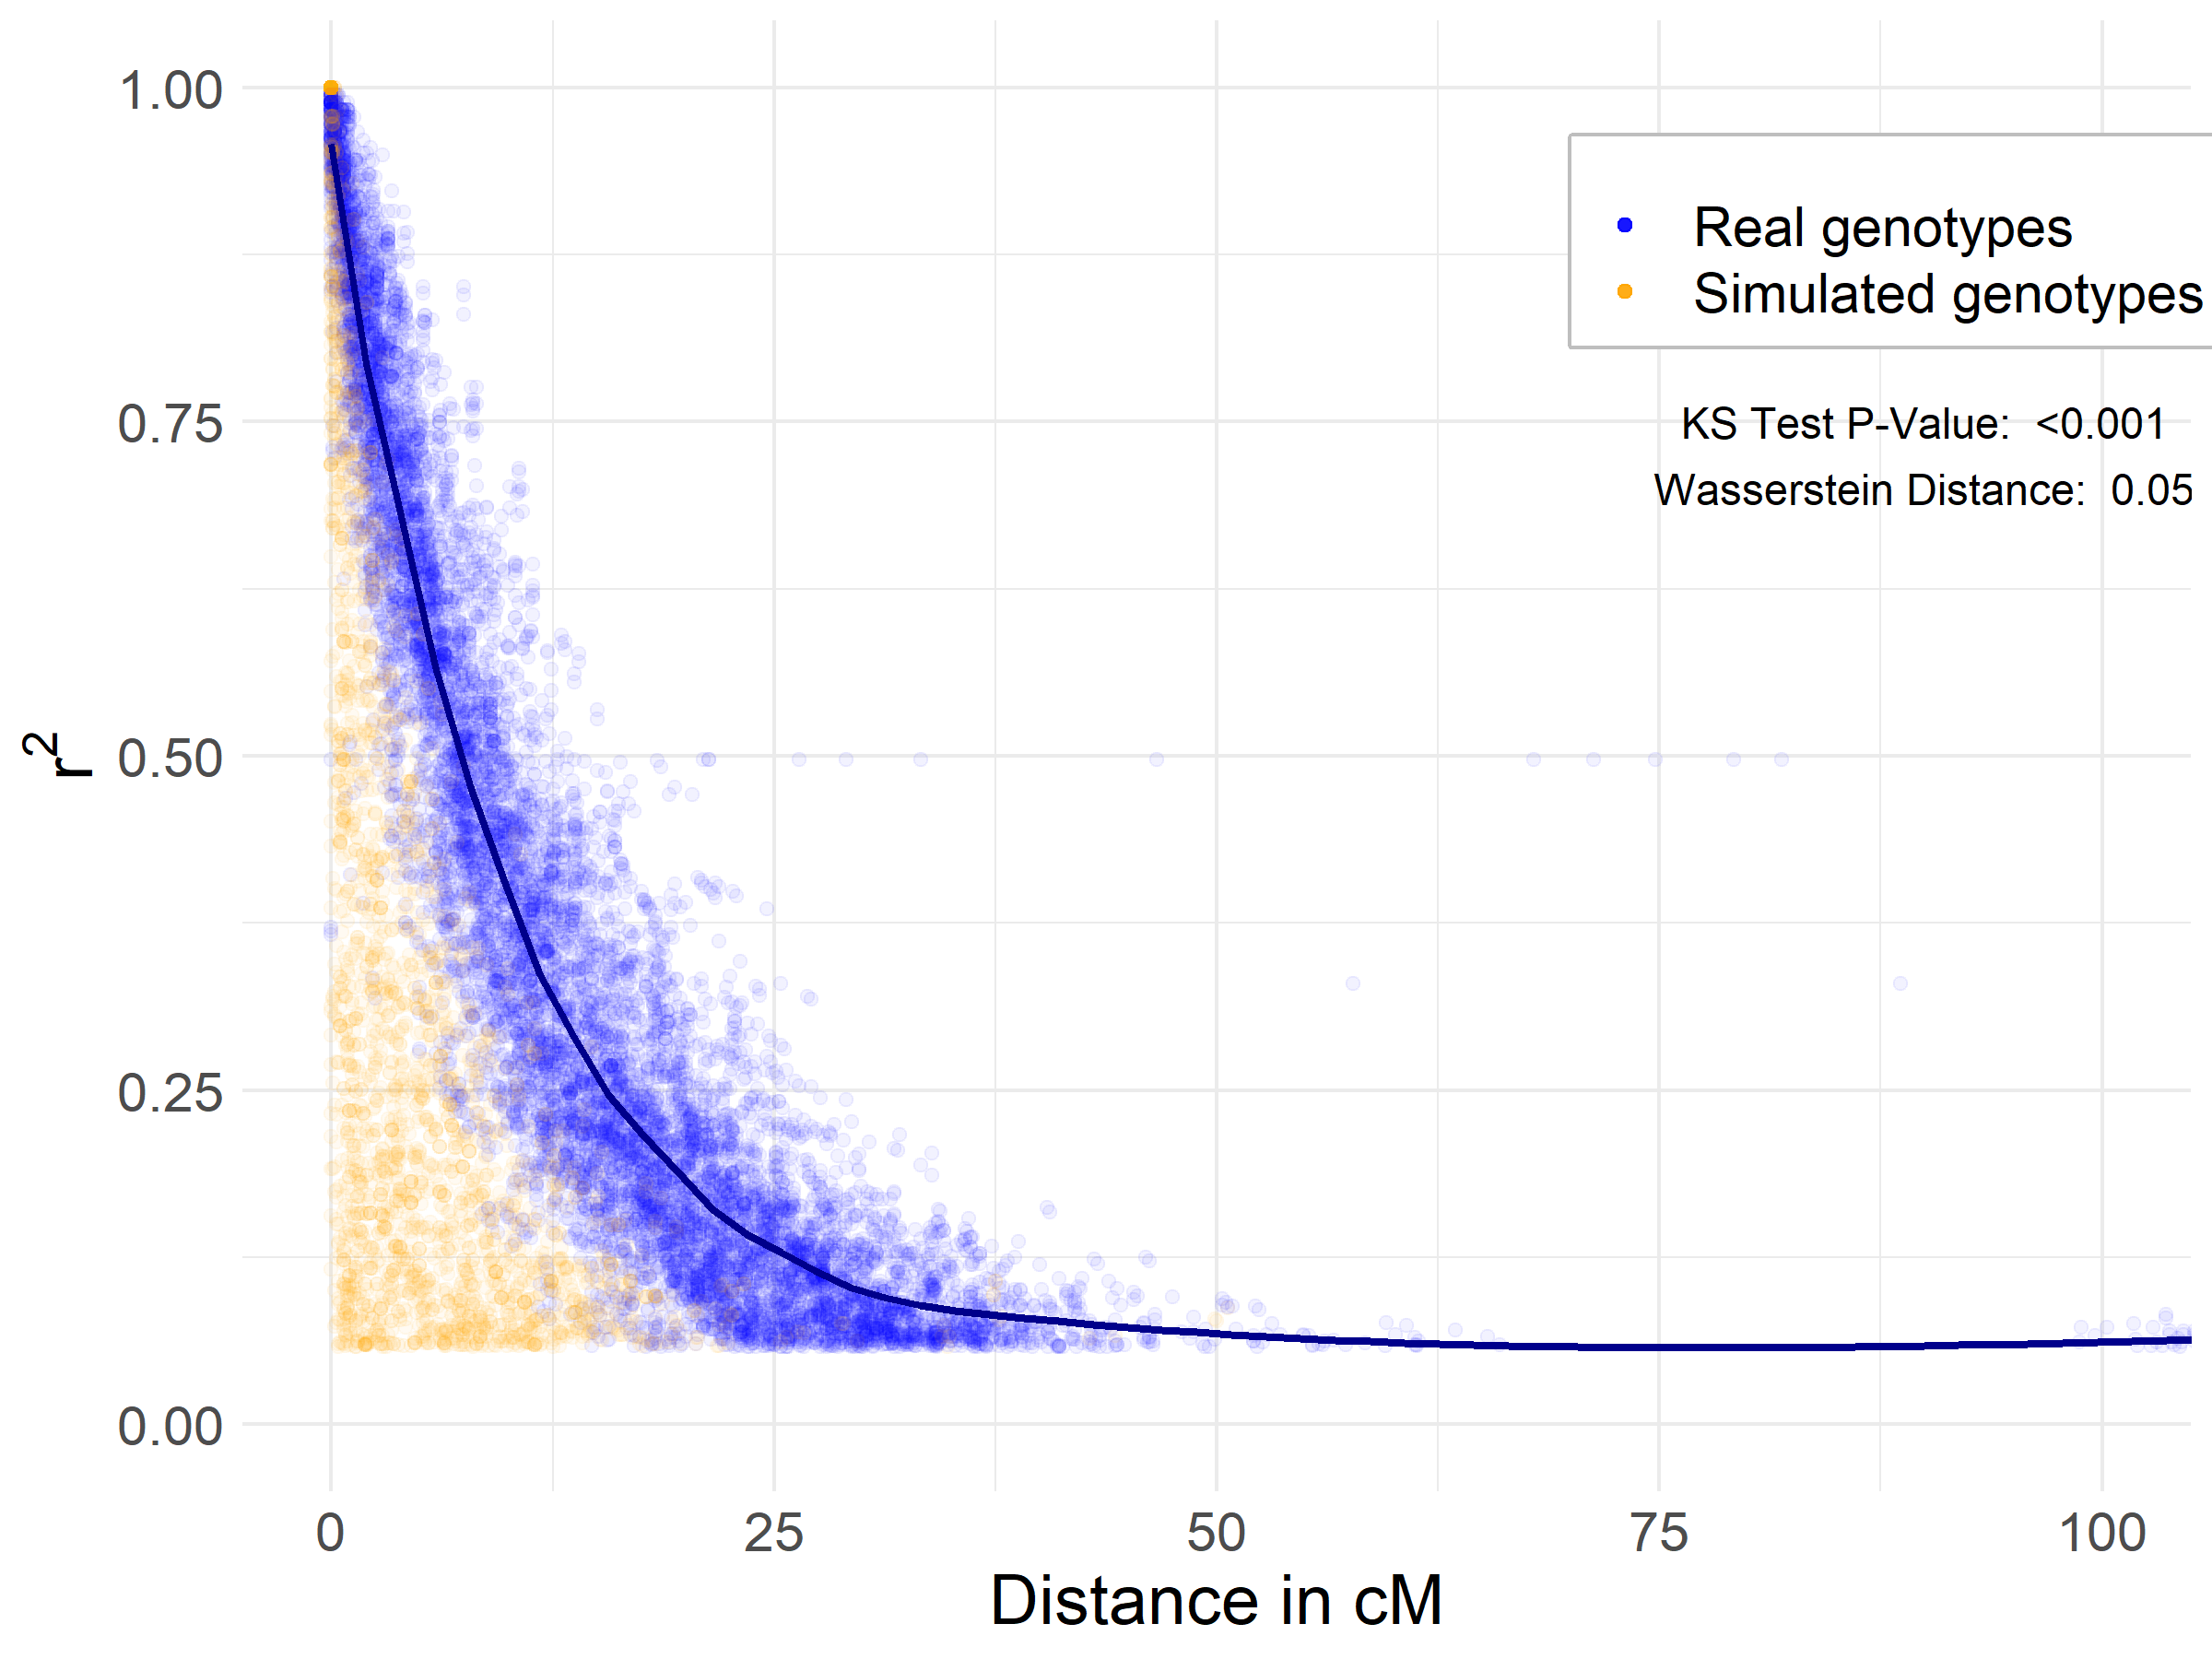 1.00
0.75
0.50
0.25
0.00
r2
0
25
50
75
100
Distance in cM
Real genotypes
Simulated genotypes
KS Test P-Value: <0.001
Wasserstein Distance: 0.05